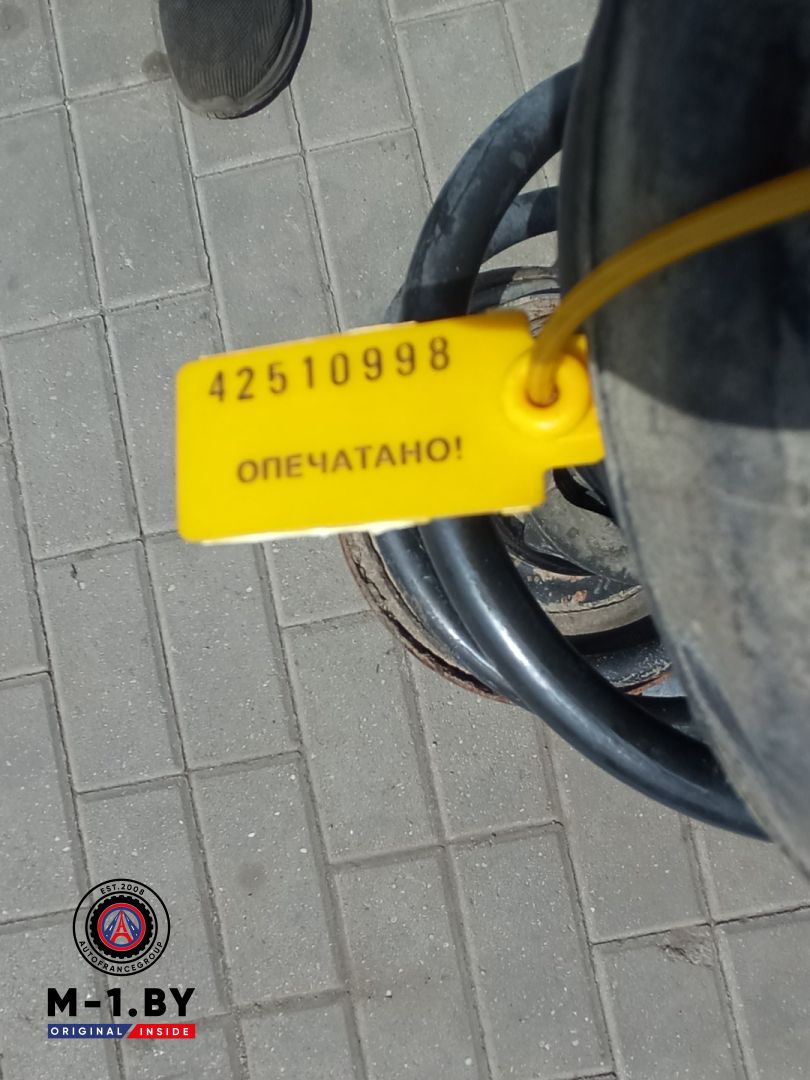 42510998
ОПЕЧАТАНО!
EST.2008
AUTOFRANCEGROUP
M-1.BY
ORIGINAL INSIDE